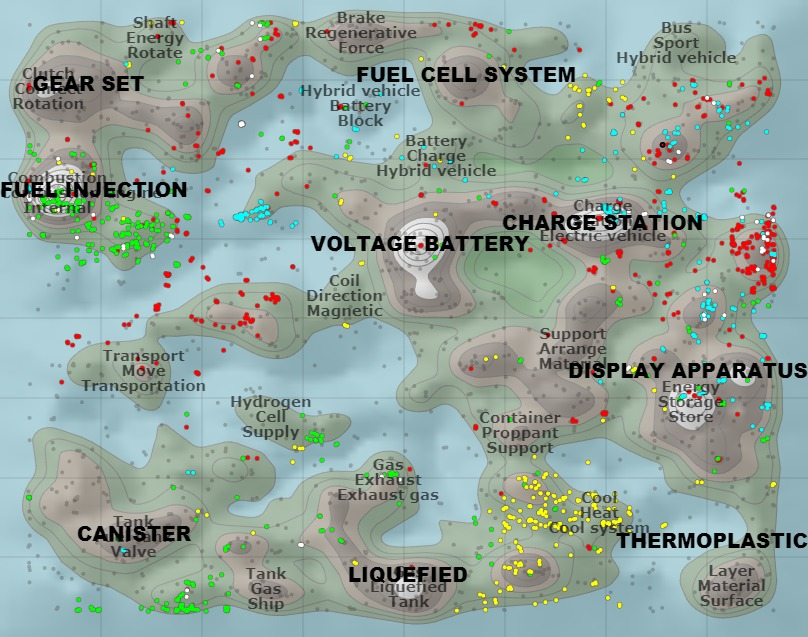 Shaft
Energy
Rotate
Brake
Regenerative
Force
Bus
Sport
Hybrid vehicle
Clutch
Connect
Rotation
GEAR SET
FUEL CELL SYSTEM
Hybrid vehicle
Battery
Block
Battery
Charge
Hybrid vehicle
Combustion
Internal
FUEL INJECTION
Charge
Electric vehicle
CHARGE STATION
VOLTAGE BATTERY
Coil
Direction
Magnetic
Support
Arrange
Material
Transport
Move
Transportation
DISPLAY APPARATUS
Energy
Storage
Store
Hydrogen
Cell
Supply
Container
Proppant
Support
Gas
Exhaust
Exhaust gas
Cool
Heat
Cool system
Tank
Valve
CANISTER
THERMOPLASTIC
Tank
Gas
Ship
LIQUEFIED
Liquefied
Tank
Layer
Material
Surface